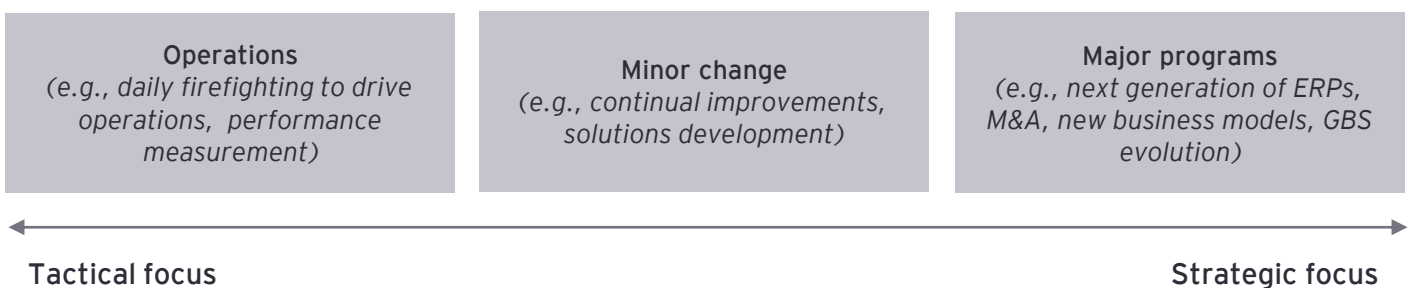 Operations
(e.g., daily firefighting to drive
operations, performance
measurement)
Minor change
(e.g., continual improvements,
solutions development)
Major programs
(e.g., next generation of ERPs,
M&A, new business models, GBS
evolution)
Tactical focus
Strategic focus